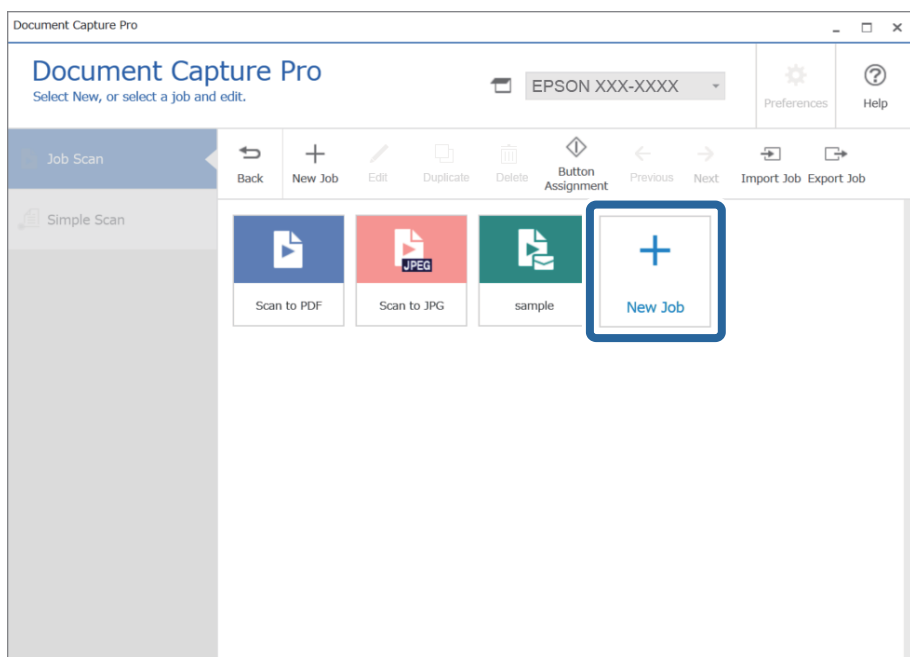 Document Capture Pro
Document Capture Pro
Select New, or select a job and edit.
EPSON XXX-XXXX
Preferences
Help
Job Scan
Simple Scan
Back
New Job
Edit
Duplicate
Delete
Button
Assignment
Previous
Next
Import Job
Export Job
JPEG
Scan to PDF
Scan to JPG
sample
New Job